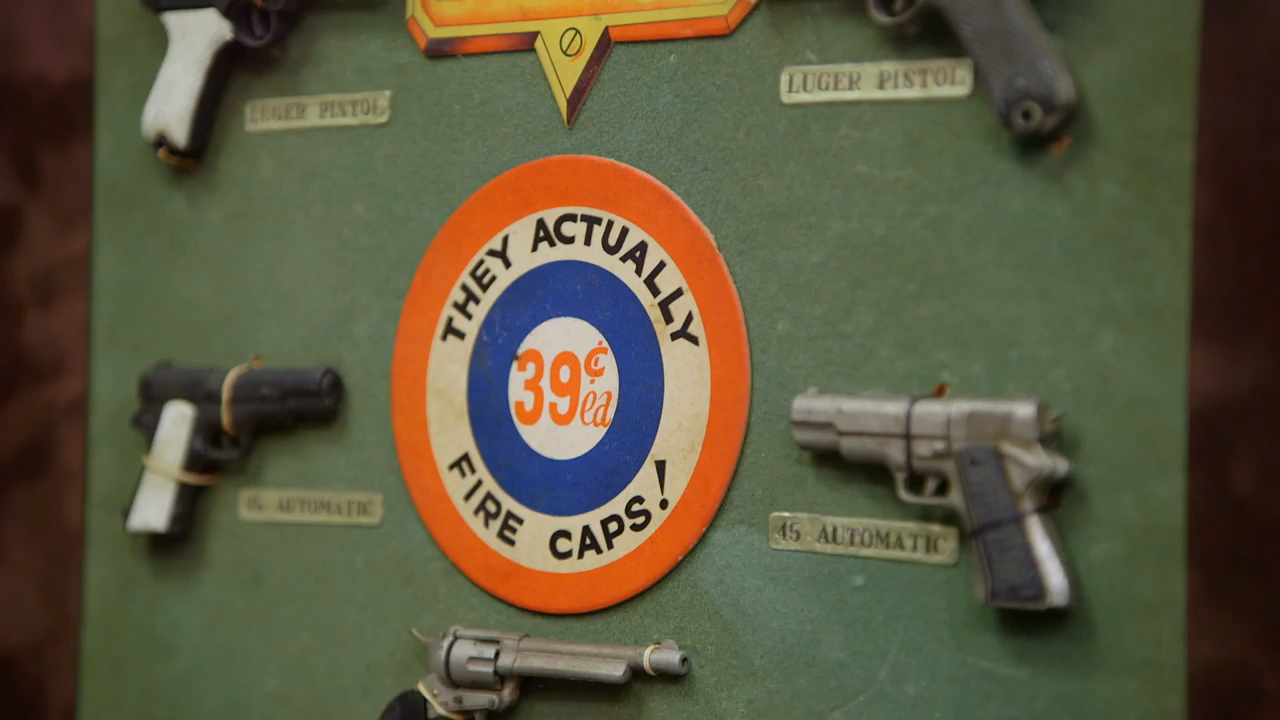 LUGER PISTOL
LUGER PISTOL
THEY ACTUALLY
39¢ ea
FIRE CAPS!
AUTOMATIC
45 AUTOMATIC